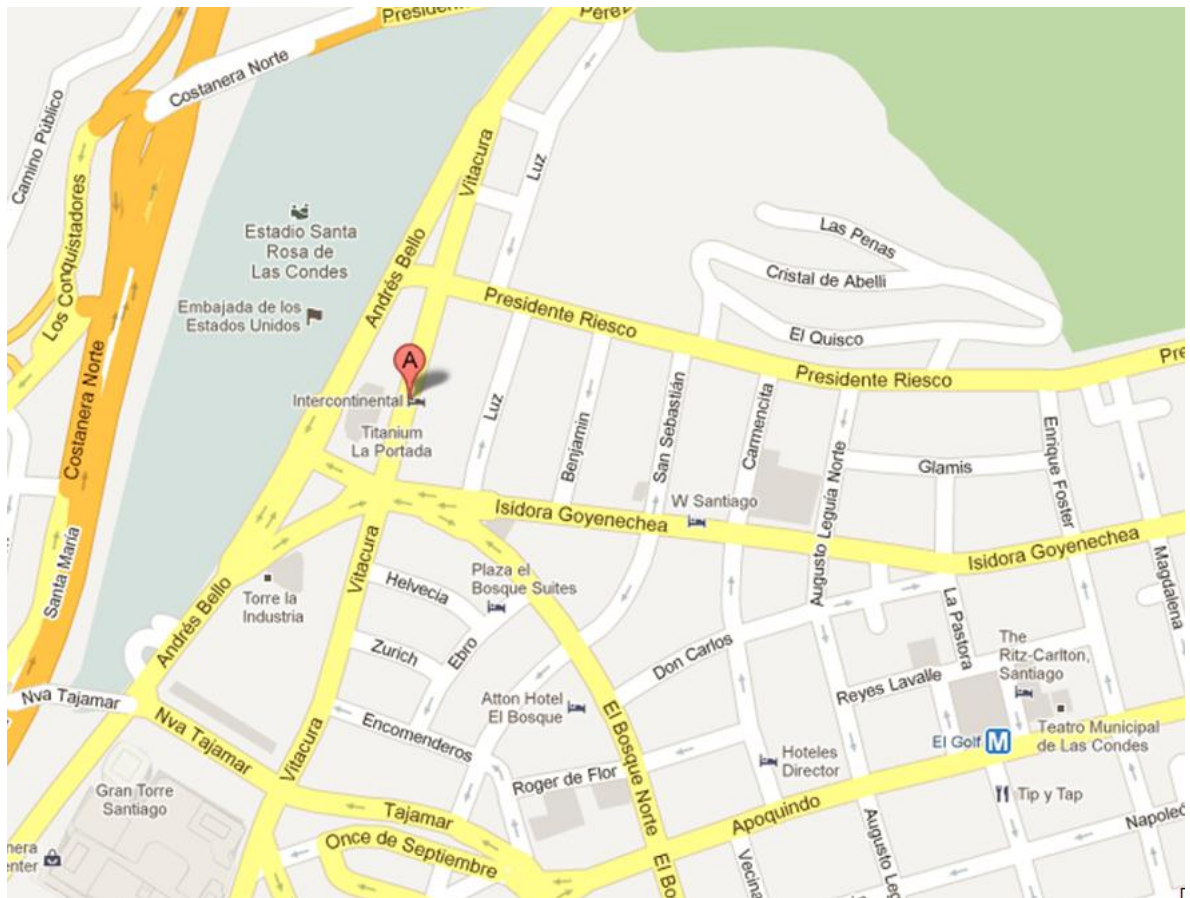 Presidente
Perez
Costanera Norte
Camino Público
Vitacura
Luz
Los Conquistadores
Estadio Santa
Rosa de
Las Condes
Andrés Bello
Las Penas
Cristal de Abelli
Embajada de los
Estados Unidos
Presidente Riesco
El Quisco
Pre
A
Presidente Riesco
Costanera Norte
Intercontinental
Titanium
La Portada
Luz
Benjamin
San Sebastián
Carmencita
Augusto Leguía Norte
Enrique Foster
Glamis
W Santiago
Isidora Goyenechea
Isidora Goyenechea
Santa María
Vitacura
Helvecia
Plaza el
Bosque Suites
Torre la
Industria
Andrés Bello
Magdalena
La Pastora
Zurich
Ebro
Don Carlos
The
Ritz-Carlton,
Santiago
Reyes Lavalle
Nva Tajamar
Nva Tajamar
Atton Hotel
El Bosque
Encomenderos
El Bosque Norte
Vitacura
El Golf
M
Teatro Municipal
de Las Condes
Hoteles
Director
Roger de Flor
Gran Torre
Santiago
Tip y Tap
Tajamar
Apoquindo
Napoleó
Once de Septiembre
nera
enter
El Bo
Vecina
Augusto Leg